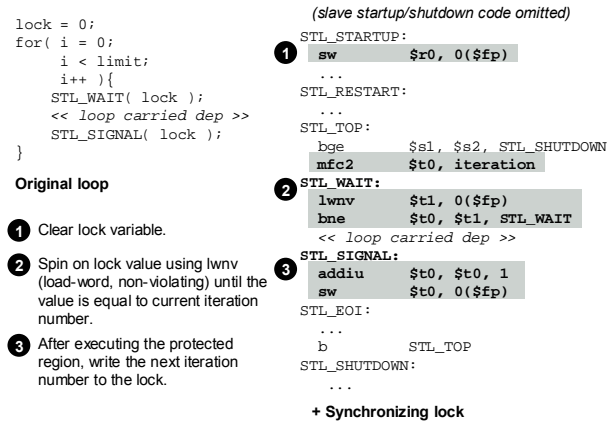 lock = 0;
for( i = 0;
i < limit;
i++ ){
STL_WAIT( lock );
<< loop carried dep >>
STL_SIGNAL( lock );
}
Original loop
1 Clear lock variable.
2 Spin on lock value using lwnv
(load-word, non-violating) until the
value is equal to current iteration
number.
3 After executing the protected
region, write the next iteration
number to the lock.
(slave startup/shutdown code omitted)
STL_STARTUP:
1 sw $r0, 0($fp)
...
STL_RESTART:
...
STL_TOP:
bge $s1, $s2, STL_SHUTDOWN
mfc2 $t0, iteration
2 STL_WAIT:
lwnv $t1, 0($fp)
bne $t0, $t1, STL_WAIT
<< loop carried dep >>
STL_SIGNAL:
3 addiu $t0, $t0, 1
sw $t0, 0($fp)
STL_EOI:
...
b STL_TOP
STL_SHUTDOWN:
...
+ Synchronizing lock